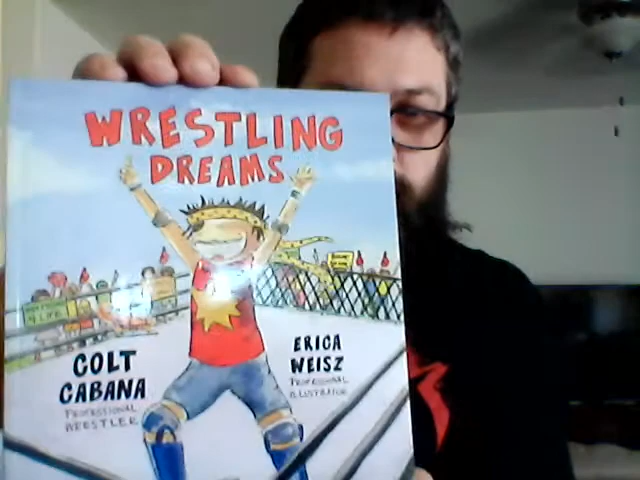 WRESTLING
DREAMS
COLT
CABANA
PROFESSIONAL
WRESTLER
ERICA
WEISZ
PROFESSIONAL
ILLUSTRATOR